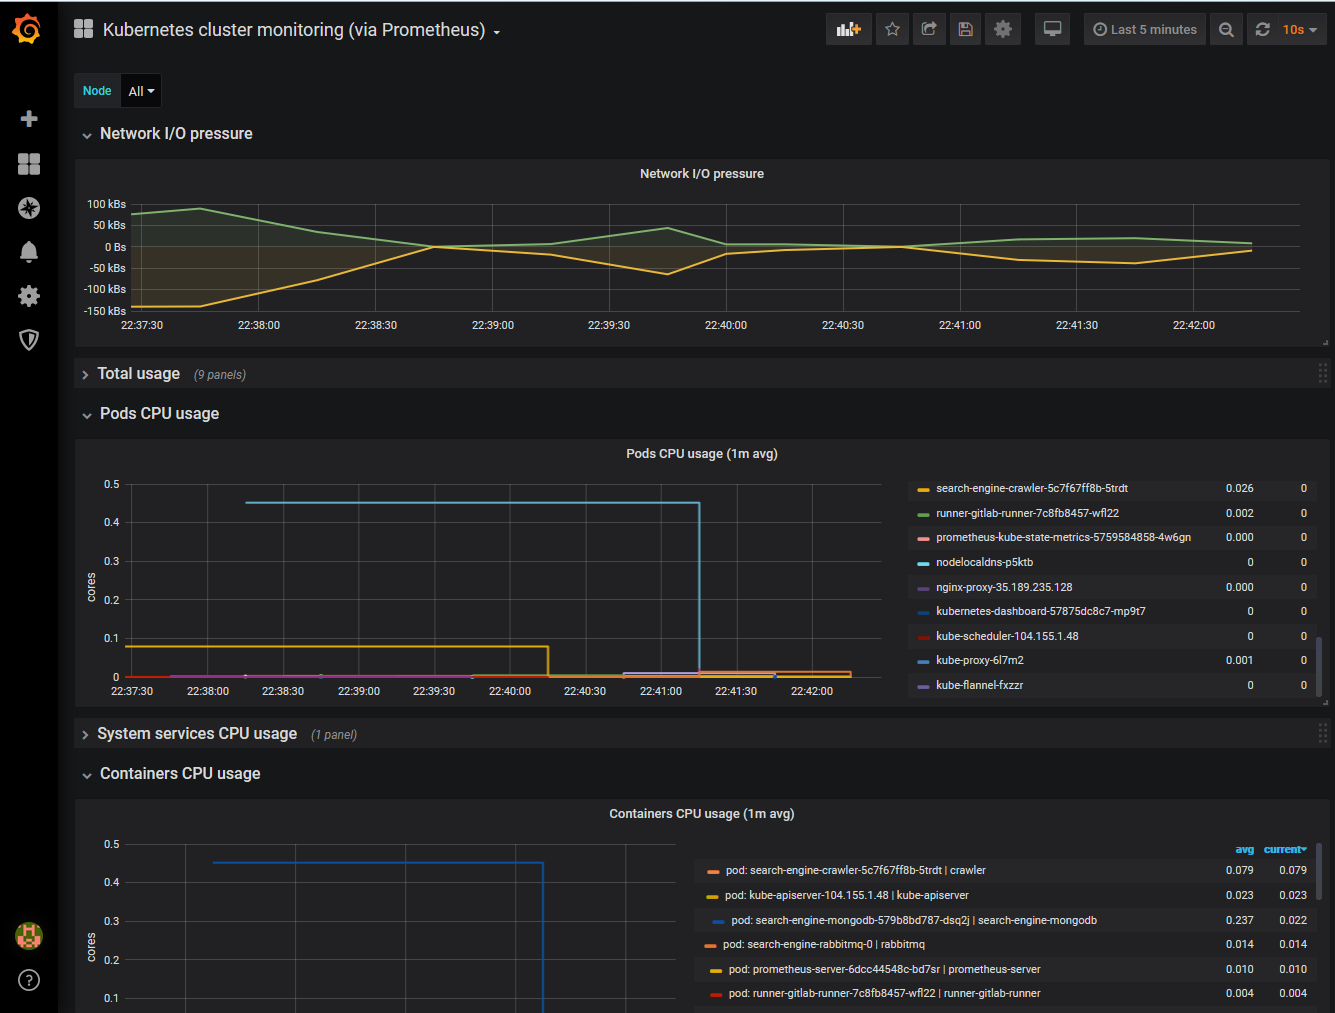 Kubernetes cluster monitoring (via Prometheus)
Last 5 minutes
10s
Node All
Network I/O pressure
Network I/O pressure
100 kBs
50 kBs
0 Bs
-50 kBs
-100 kBs
-150 kBs
22:37:30 22:38:00 22:38:30 22:39:00 22:39:30 22:40:00 22:40:30 22:41:00 22:41:30 22:42:00
Total usage (9 panels)
Pods CPU usage
Pods CPU usage (1m avg)
cores
0.5
0.4
0.3
0.2
0.1
0
22:37:30 22:38:00 22:38:30 22:39:00 22:39:30 22:40:00 22:40:30 22:41:00 22:41:30 22:42:00
search-engine-crawler-5c7f67ff8b-5trdt 0.026 0
runner-gitlab-runner-7c8fb8457-wfl22 0.002 0
prometheus-kube-state-metrics-5759584858-4w6gn 0.000 0
nodelocaldns-p5ktb 0 0
nginx-proxy-35.189.235.128 0.000 0
kubernetes-dashboard-57875dc8c7-mp9t7 0 0
kube-scheduler-104.155.1.48 0 0
kube-proxy-6l7m2 0.001 0
kube-flannel-fxzzr 0 0
System services CPU usage (1 panel)
Containers CPU usage
Containers CPU usage (1m avg)
cores
0.5
0.4
0.3
0.2
0.1
avg current
pod: search-engine-crawler-5c7f67ff8b-5trdt | crawler 0.079 0.079
pod: kube-apiserver-104.155.1.48 | kube-apiserver 0.023 0.023
pod: search-engine-mongodb-579b8bd787-dsq2j | search-engine-mongodb 0.237 0.022
pod: search-engine-rabbitmq-0 | rabbitmq 0.014 0.014
pod: prometheus-server-6dcc44548c-bd7sr | prometheus-server 0.010 0.010
pod: runner-gitlab-runner-7c8fb8457-wfl22 | runner-gitlab-runner 0.004 0.004